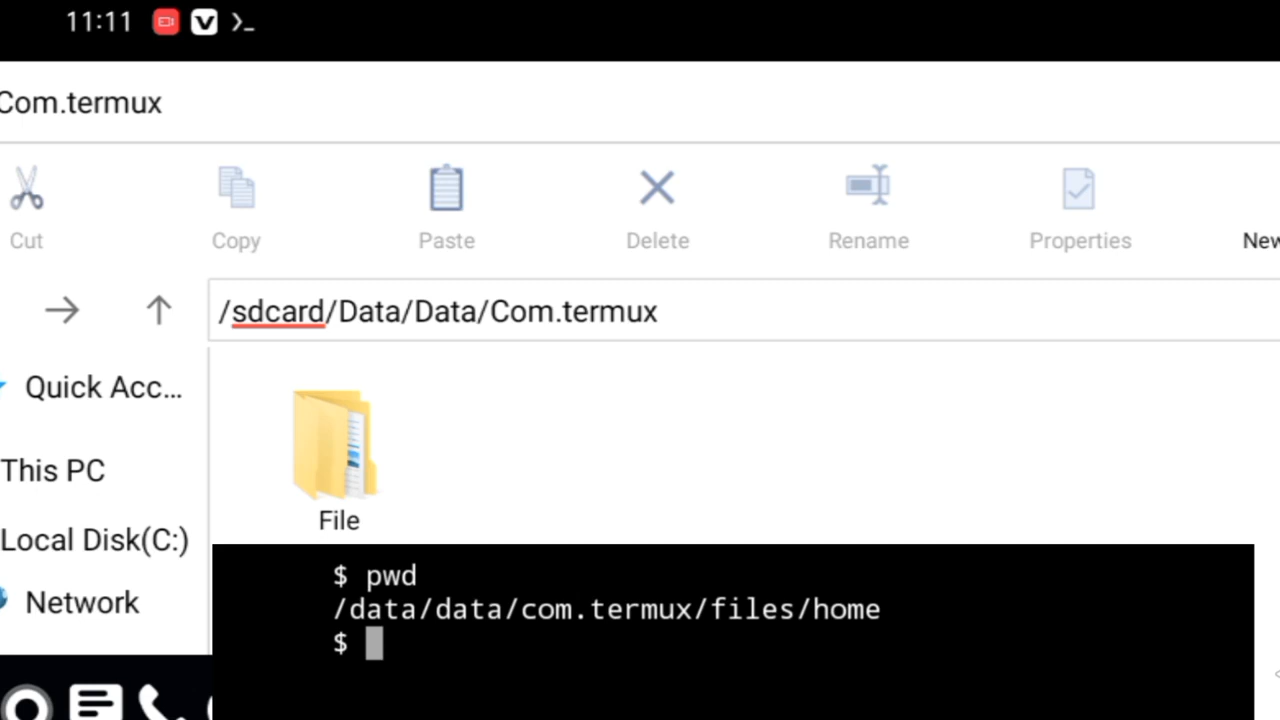 11:11
Com.termux
Cut Copy Paste Delete Rename Properties New
/sdcard/Data/Data/Com.termux
Quick Acc...
This PC
Local Disk(C:)
Network
File
$ pwd
/data/data/com.termux/files/home
$